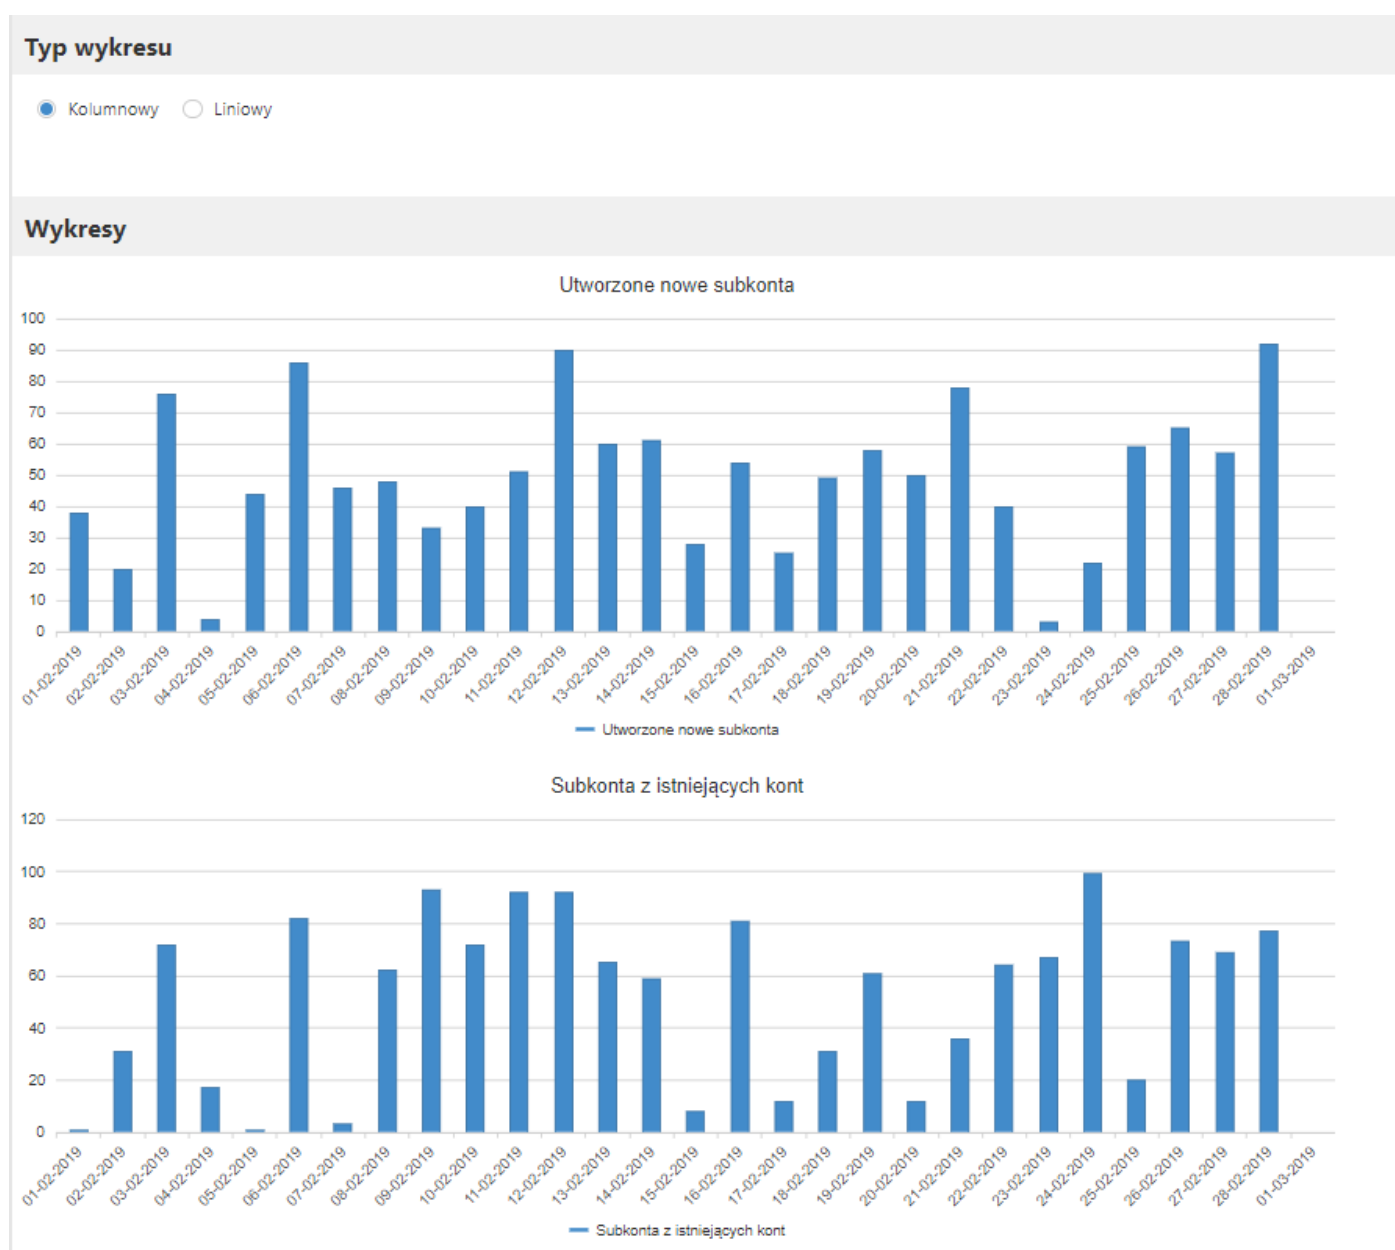 Typ wykresu
Kolumnowy Liniowy
Wykresy
Utworzone nowe subkonta
100
90
80
70
60
50
40
30
20
10
0
01-02-2019 02-02-2019 03-02-2019 04-02-2019 05-02-2019 06-02-2019 07-02-2019 08-02-2019 09-02-2019 10-02-2019 11-02-2019 12-02-2019 13-02-2019 14-02-2019 15-02-2019 16-02-2019 17-02-2019 18-02-2019 19-02-2019 20-02-2019 21-02-2019 22-02-2019 23-02-2019 24-02-2019 25-02-2019 26-02-2019 27-02-2019 28-02-2019 01-03-2019
Utworzone nowe subkonta
Subkonta z istniejących kont
120
100
80
60
40
20
0
01-02-2019 02-02-2019 03-02-2019 04-02-2019 05-02-2019 06-02-2019 07-02-2019 08-02-2019 09-02-2019 10-02-2019 11-02-2019 12-02-2019 13-02-2019 14-02-2019 15-02-2019 16-02-2019 17-02-2019 18-02-2019 19-02-2019 20-02-2019 21-02-2019 22-02-2019 23-02-2019 24-02-2019 25-02-2019 26-02-2019 27-02-2019 28-02-2019 01-03-2019
Subkonta z istniejących kont